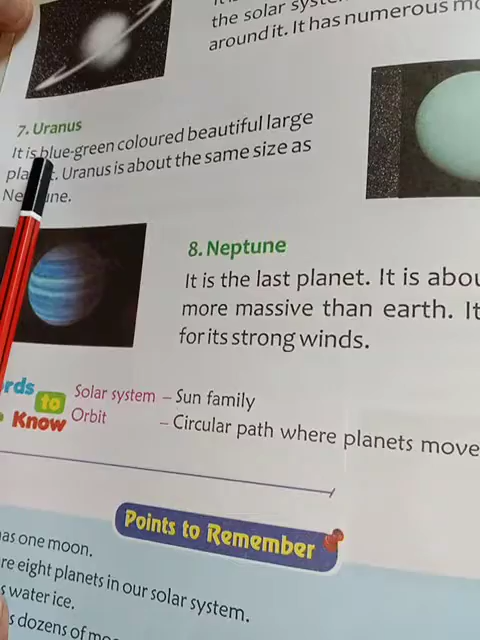 the solar syst
around it. It has numerous mo
7. Uranus
It is blue-green coloured beautiful large
Uranus is about the same size as
8. Neptune
It is the last planet. It is abou
more massive than earth. It
for its strong winds.
rds to Know
Solar system – Sun family
Orbit – Circular path where planets move
Points to Remember
as one moon.
re eight planets in our solar system.
s water ice.
s dozens of mo